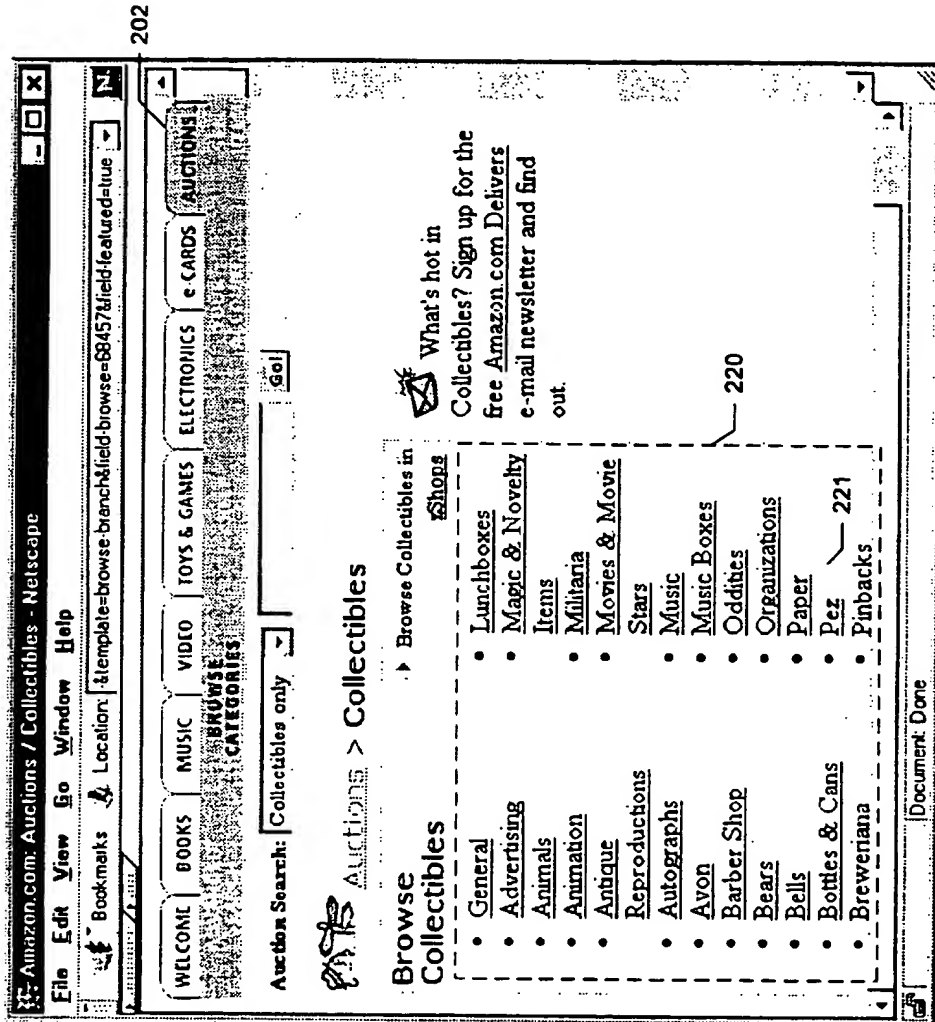 Amazon.com: Auctions / Collectibles - Netscape
File Edit View Go Window Help
Bookmarks Location: &template=browse-branch&field-browse=68457&field-featured=true N
202
WELCOME BOOKS MUSIC VIDEO TOYS & GAMES ELECTRONICS e-CARDS AUCTIONS
BROWSE
CATEGORIES
Auction Search: Collectibles only Go!
Auctions > Collectibles
Browse
Collectibles
Browse Collectibles in
zShops
• General
• Advertising
• Animals
• Animation
• Antique
Reproductions
• Autographs
• Avon
• Barber Shop
• Bears
• Bells
• Bottles & Cans
• Breweriana
• Lunchboxes
• Magic & Novelty
Items
• Militaria
• Movies & Movie
Stars
• Music
• Music Boxes
• Oddities
• Organizations
• Paper
• Pez
• Pinbacks
221
220
What's hot in
Collectibles? Sign up for the
free Amazon.com Delivers
e-mail newsletter and find
out.
Document: Done